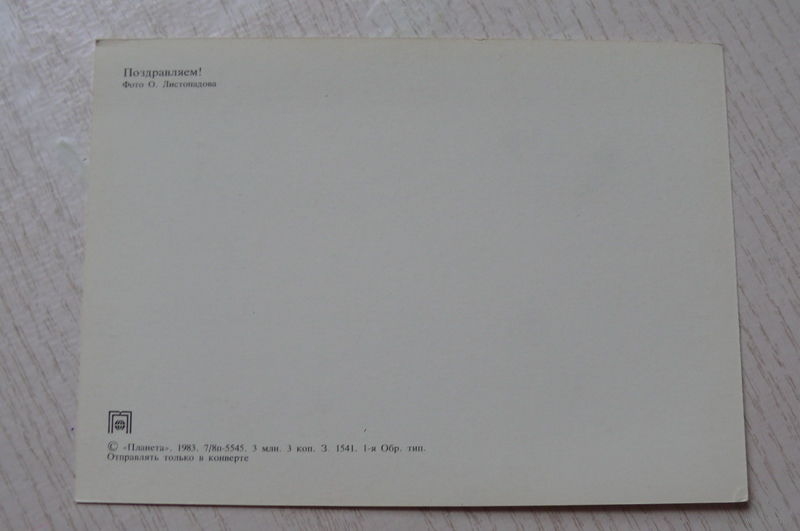 Поздравляем!
Фото О. Листопадова
© «Планета», 1983. 7/8п-5545. 3 млн. 3 коп. З. 1541. 1-я Обр. тип.
Отправлять только в конверте